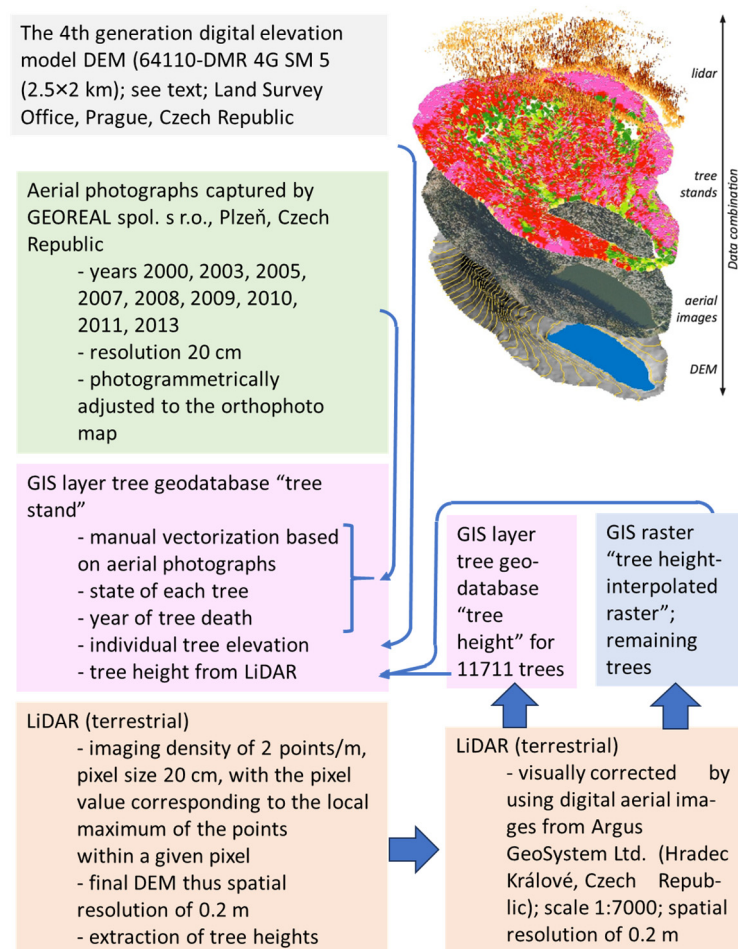 The 4th generation digital elevation
model DEM (64110-DMR 4G SM 5
(2.5×2 km); see text; Land Survey
Office, Prague, Czech Republic
lidar
tree
stands
aerial
images
DEM
Data combination
Aerial photographs captured by
GEOREAL spol. s r.o., Plzeň, Czech
Republic
- years 2000, 2003, 2005,
2007, 2008, 2009, 2010,
2011, 2013
- resolution 20 cm
- photogrammetrically
adjusted to the orthophoto
map
GIS layer tree geodatabase “tree
stand”
- manual vectorization based
on aerial photographs
- state of each tree
- year of tree death
- individual tree elevation
- tree height from LiDAR
GIS layer
tree geo-
database
“tree
height” for
11711 trees
GIS raster
“tree height-
interpolated
raster”;
remaining
trees
LiDAR (terrestrial)
- imaging density of 2 points/m,
pixel size 20 cm, with the pixel
value corresponding to the local
maximum of the points
within a given pixel
- final DEM thus spatial
resolution of 0.2 m
- extraction of tree heights
LiDAR (terrestrial)
- visually corrected by
using digital aerial ima-
ges from Argus
GeoSystem Ltd. (Hradec
Králové, Czech Repub-
lic); scale 1:7000; spatial
resolution of 0.2 m